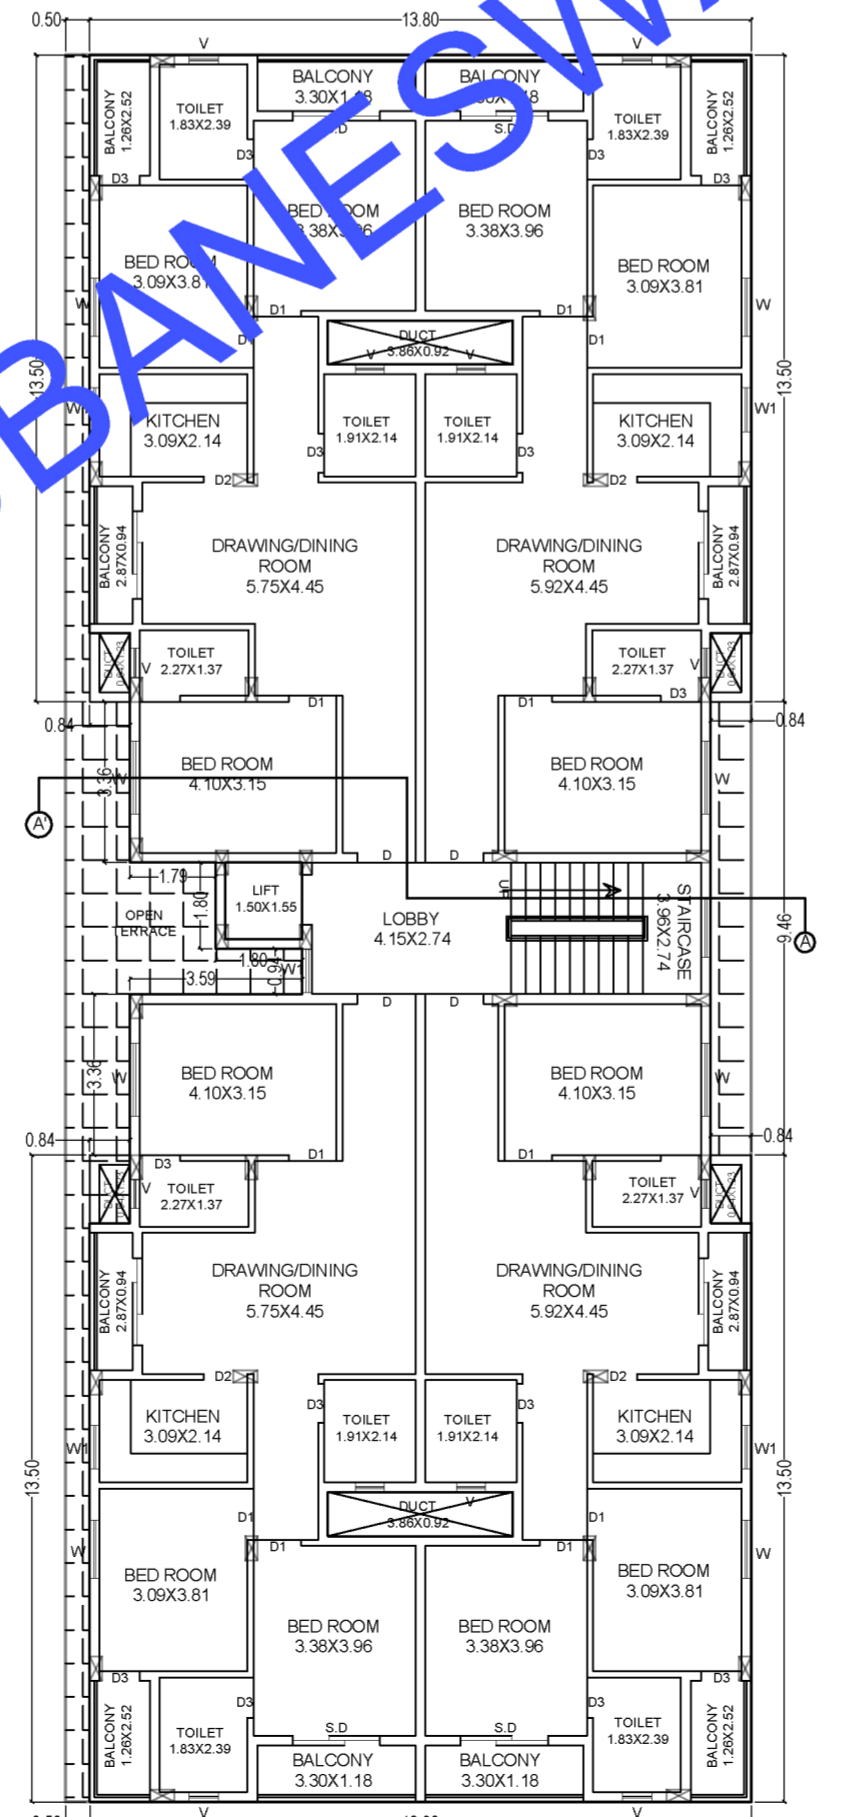 0.50
13.80
V
V
BALCONY
1.26X2.52
TOILET
1.83X2.39
BALCONY
BALCONY
TOILET
1.83X2.39
BALCONY
1.26X2.52
S.D
D3
D3
D3
D3
BANESWA
BED ROOM
BED ROOM
3.38X3.96
BED ROOM
3.09X3.81
BED ROOM
3.09X3.81
W
W
D1
D1
D1
D1
DUCT
3.86X0.92
V
V
13.50
13.50
W
W1
KITCHEN
3.09X2.14
TOILET
1.91X2.14
TOILET
1.91X2.14
KITCHEN
3.09X2.14
D3
D3
D2
D2
BALCONY
2.87X0.94
DRAWING/DINING
ROOM
5.75X4.45
DRAWING/DINING
ROOM
5.92X4.45
BALCONY
2.87X0.94
DUCT
TOILET
2.27X1.37
V
TOILET
2.27X1.37
V
DUCT
D3
D1
D1
0.84
0.84
3.36
W
BED ROOM
4.10X3.15
BED ROOM
4.10X3.15
W
A'
D
D
1.79
1.80
LIFT
1.50X1.55
OPEN
TERRACE
LOBBY
4.15X2.74
UP
STAIRCASE
3.96X2.74
9.46
A
1.80
0.94
W1
3.59
D
D
3.36
W
BED ROOM
4.10X3.15
BED ROOM
4.10X3.15
W
0.84
0.84
D1
D1
D3
DUCT
V
TOILET
2.27X1.37
TOILET
2.27X1.37
V
DUCT
BALCONY
2.87X0.94
DRAWING/DINING
ROOM
5.75X4.45
DRAWING/DINING
ROOM
5.92X4.45
BALCONY
2.87X0.94
D2
D2
D3
D3
KITCHEN
3.09X2.14
TOILET
1.91X2.14
TOILET
1.91X2.14
KITCHEN
3.09X2.14
W1
W1
13.50
13.50
DUCT
3.86X0.92
V
D1
D1
D1
D1
W
W
BED ROOM
3.09X3.81
BED ROOM
3.09X3.81
BED ROOM
3.38X3.96
BED ROOM
3.38X3.96
D3
D3
D3
D3
BALCONY
1.26X2.52
TOILET
1.83X2.39
S.D
S.D
BALCONY
3.30X1.18
BALCONY
3.30X1.18
TOILET
1.83X2.39
BALCONY
1.26X2.52
V
V